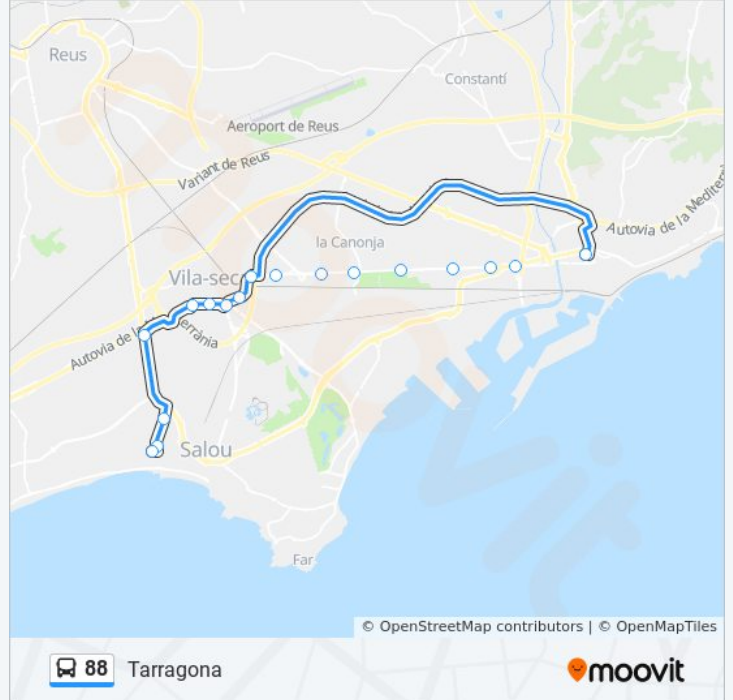 Reus
Constantí
Aeroport de Reus
Variant de Reus
Autovia de la Mediterr
la Canonja
Vila-sec
Autovia de la
rrània
Salou
Far
© OpenStreetMap contributors | © OpenMapTiles
88 Tarragona
moovit